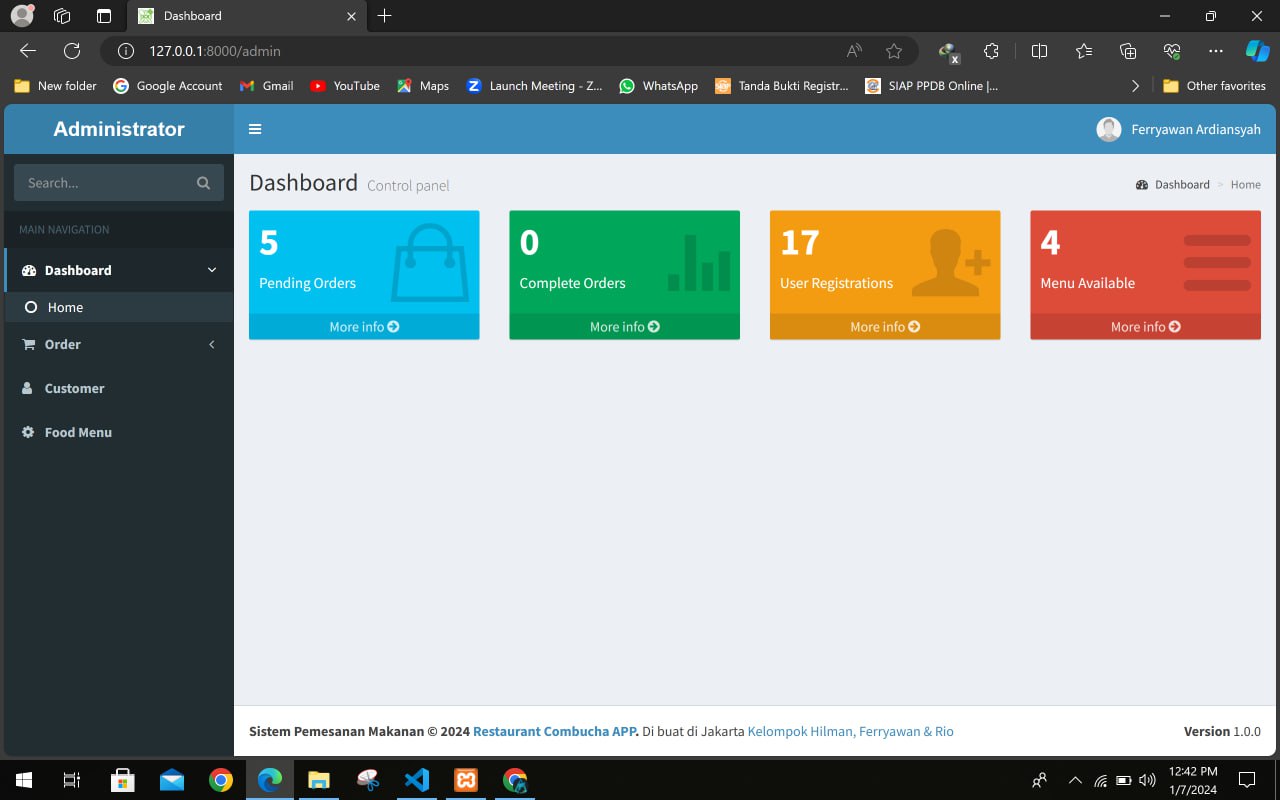 Dashboard
127.0.0.1:8000/admin
New folder
Google Account
Gmail
YouTube
Maps
Launch Meeting - Z...
WhatsApp
Tanda Bukti Registr...
SIAP PPDB Online |...
Other favorites
Administrator
Ferryawan Ardiansyah
Search...
MAIN NAVIGATION
Dashboard
Home
Order
Customer
Food Menu
Dashboard Control panel
Dashboard > Home
5
Pending Orders
More info
0
Complete Orders
More info
17
User Registrations
More info
4
Menu Available
More info
Sistem Pemesanan Makanan © 2024 Restaurant Combucha APP. Di buat di Jakarta Kelompok Hilman, Ferryawan & Rio
Version 1.0.0
12:42 PM
1/7/2024